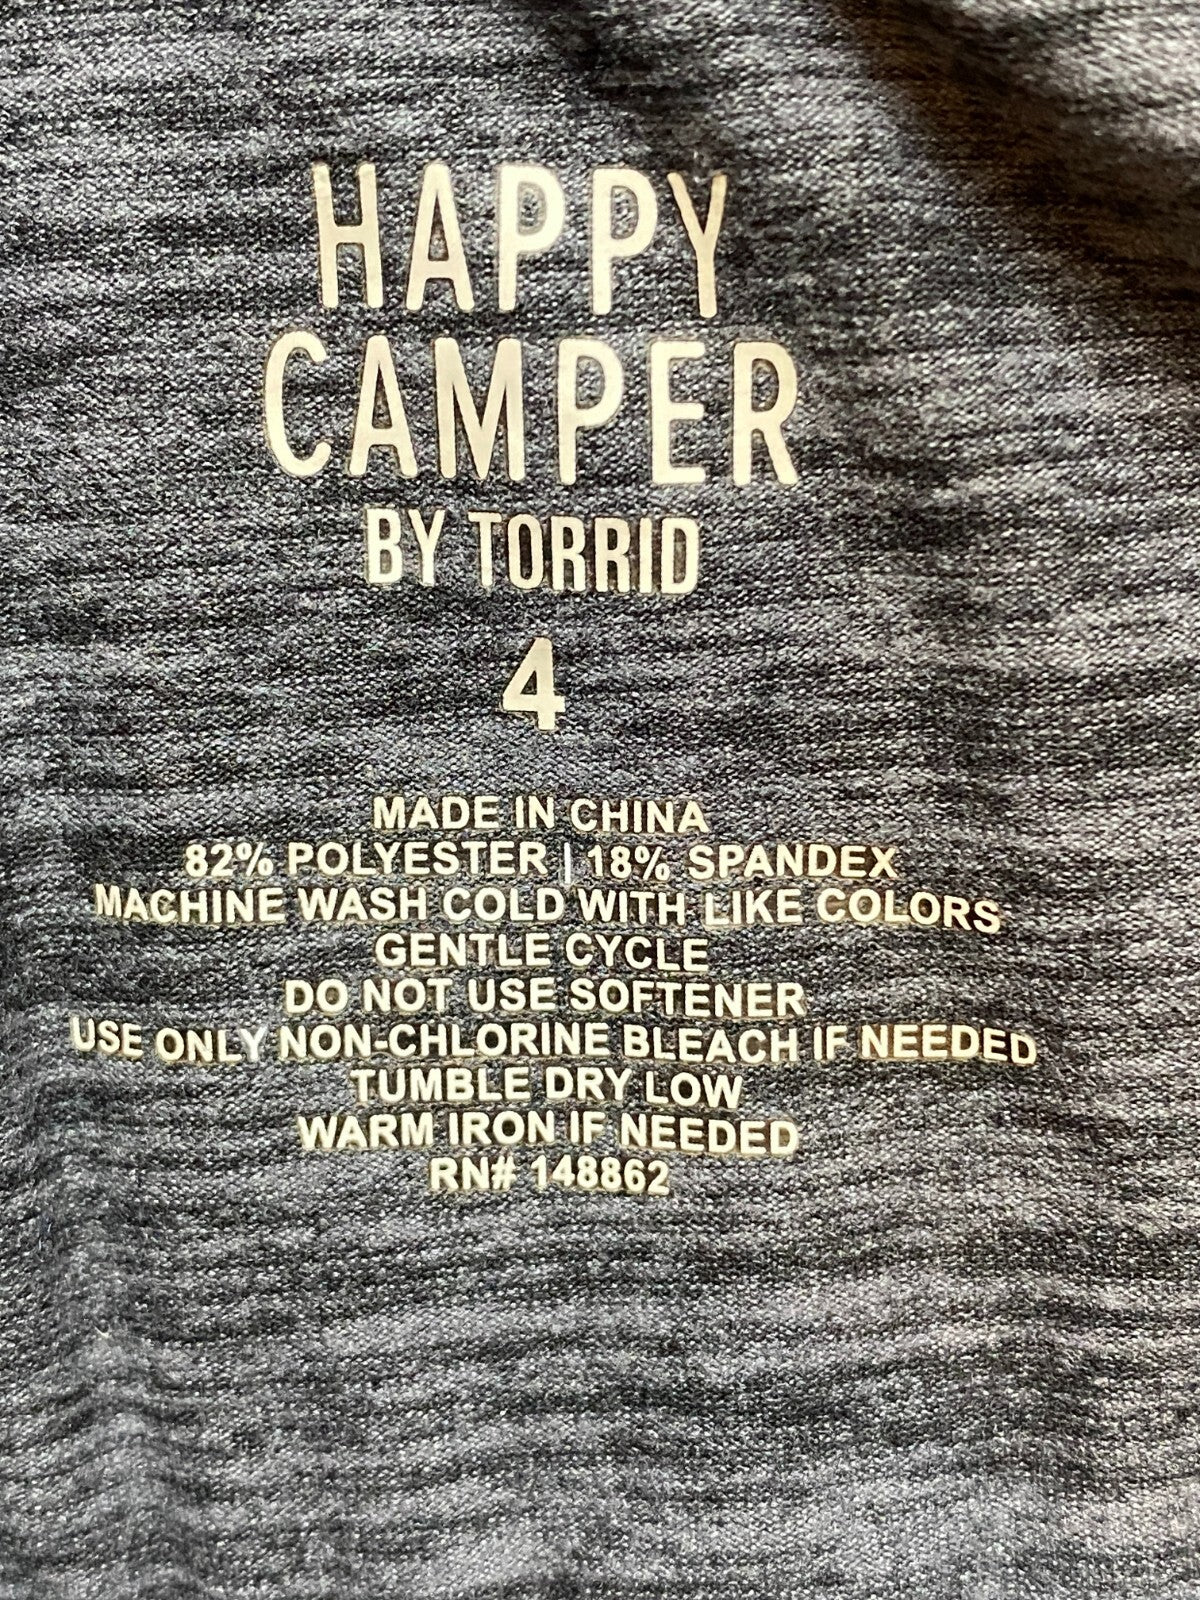 HAPPY
CAMPER
BY TORRID
4
MADE IN CHINA
82% POLYESTER | 18% SPANDEX
MACHINE WASH COLD WITH LIKE COLORS
GENTLE CYCLE
DO NOT USE SOFTENER
USE ONLY NON-CHLORINE BLEACH IF NEEDED
TUMBLE DRY LOW
WARM IRON IF NEEDED
RN# 148862